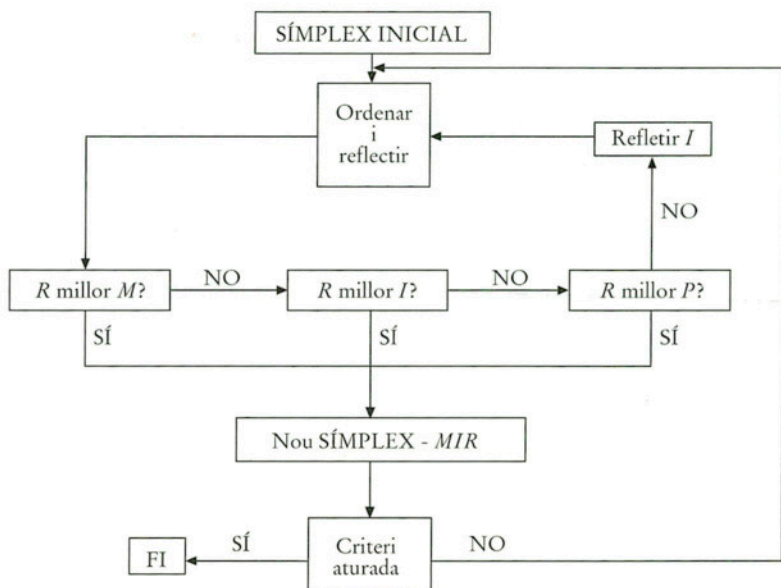 SÍMPLEX INICIAL
Ordenar
i
reflectir
Refletir I
NO
R millor M?
NO
R millor I?
NO
R millor P?
SÍ
SÍ
SÍ
Nou SÍMPLEX - MIR
FI
SÍ
Criteri
aturada
NO